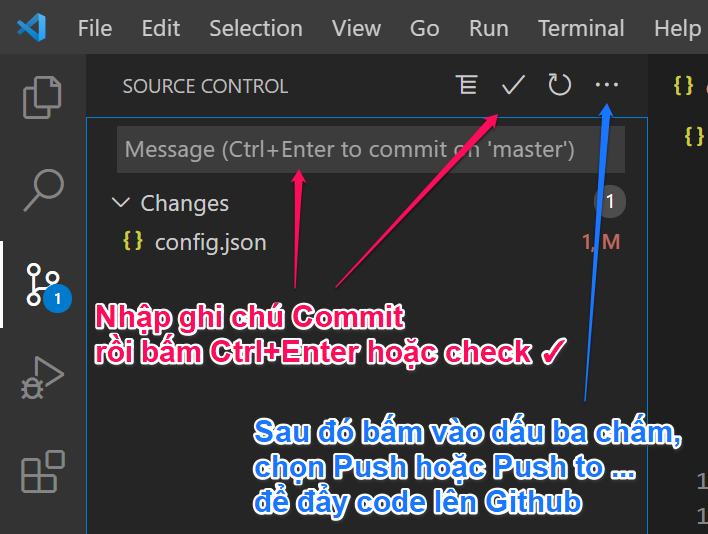 File Edit Selection View Go Run Terminal Help
SOURCE CONTROL
Message (Ctrl+Enter to commit on 'master')
Changes 1
{} config.json 1, M
1
Nhập ghi chú Commit
rồi bấm Ctrl+Enter hoặc check ✓
Sau đó bấm vào dấu ba chấm,
chọn Push hoặc Push to ...
để đẩy code lên Github
1
1